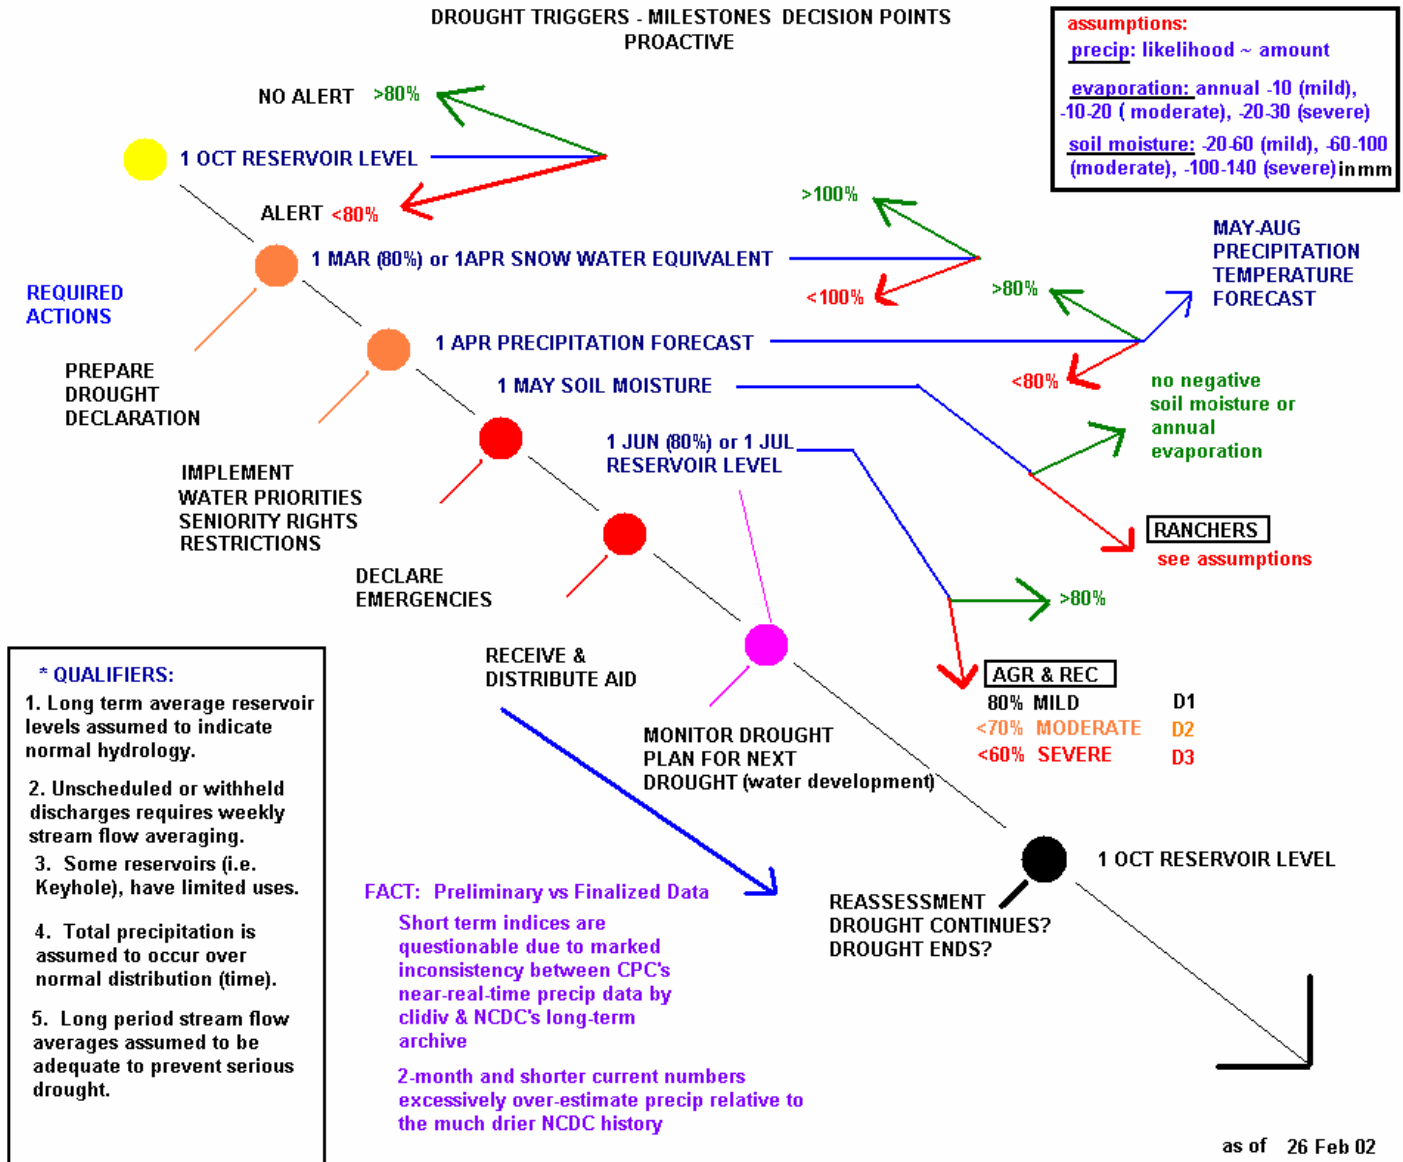 DROUGHT TRIGGERS - MILESTONES DECISION POINTS
PROACTIVE
assumptions:
precip: likelihood ~ amount
evaporation: annual -10 (mild),
-10-20 ( moderate), -20-30 (severe)
soil moisture: -20-60 (mild), -60-100
(moderate), -100-140 (severe) in mm
NO ALERT >80%
1 OCT RESERVOIR LEVEL
ALERT <80%
>100%
1 MAR (80%) or 1APR SNOW WATER EQUIVALENT
<100%
>80%
MAY-AUG
PRECIPITATION
TEMPERATURE
FORECAST
REQUIRED
ACTIONS
1 APR PRECIPITATION FORECAST
<80%
PREPARE
DROUGHT
DECLARATION
1 MAY SOIL MOISTURE
no negative
soil moisture or
annual
evaporation
1 JUN (80%) or 1 JUL
RESERVOIR LEVEL
IMPLEMENT
WATER PRIORITIES
SENIORITY RIGHTS
RESTRICTIONS
RANCHERS
see assumptions
DECLARE
EMERGENCIES
>80%
RECEIVE &
DISTRIBUTE AID
AGR & REC
80% MILD D1
<70% MODERATE D2
<60% SEVERE D3
MONITOR DROUGHT
PLAN FOR NEXT
DROUGHT (water development)
* QUALIFIERS:
1. Long term average reservoir
levels assumed to indicate
normal hydrology.
2. Unscheduled or withheld
discharges requires weekly
stream flow averaging.
3. Some reservoirs (i.e.
Keyhole), have limited uses.
4. Total precipitation is
assumed to occur over
normal distribution (time).
5. Long period stream flow
averages assumed to be
adequate to prevent serious
drought.
1 OCT RESERVOIR LEVEL
REASSESSMENT
DROUGHT CONTINUES?
DROUGHT ENDS?
FACT: Preliminary vs Finalized Data
Short term indices are
questionable due to marked
inconsistency between CPC's
near-real-time precip data by
clidiv & NCDC's long-term
archive
2-month and shorter current numbers
excessively over-estimate precip relative to
the much drier NCDC history
as of 26 Feb 02